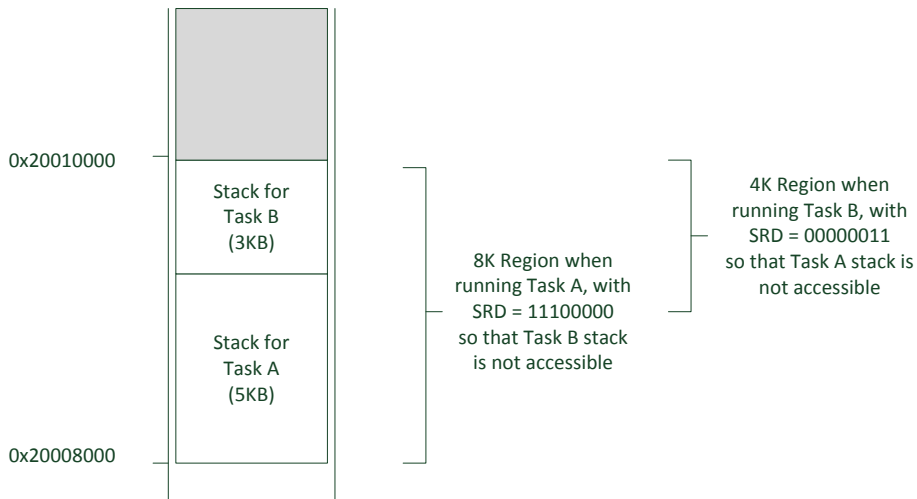 0x20010000
Stack for
Task B
(3KB)
Stack for
Task A
(5KB)
0x20008000
8K Region when
running Task A, with
SRD = 11100000
so that Task B stack
is not accessible
4K Region when
running Task B, with
SRD = 00000011
so that Task A stack is
not accessible